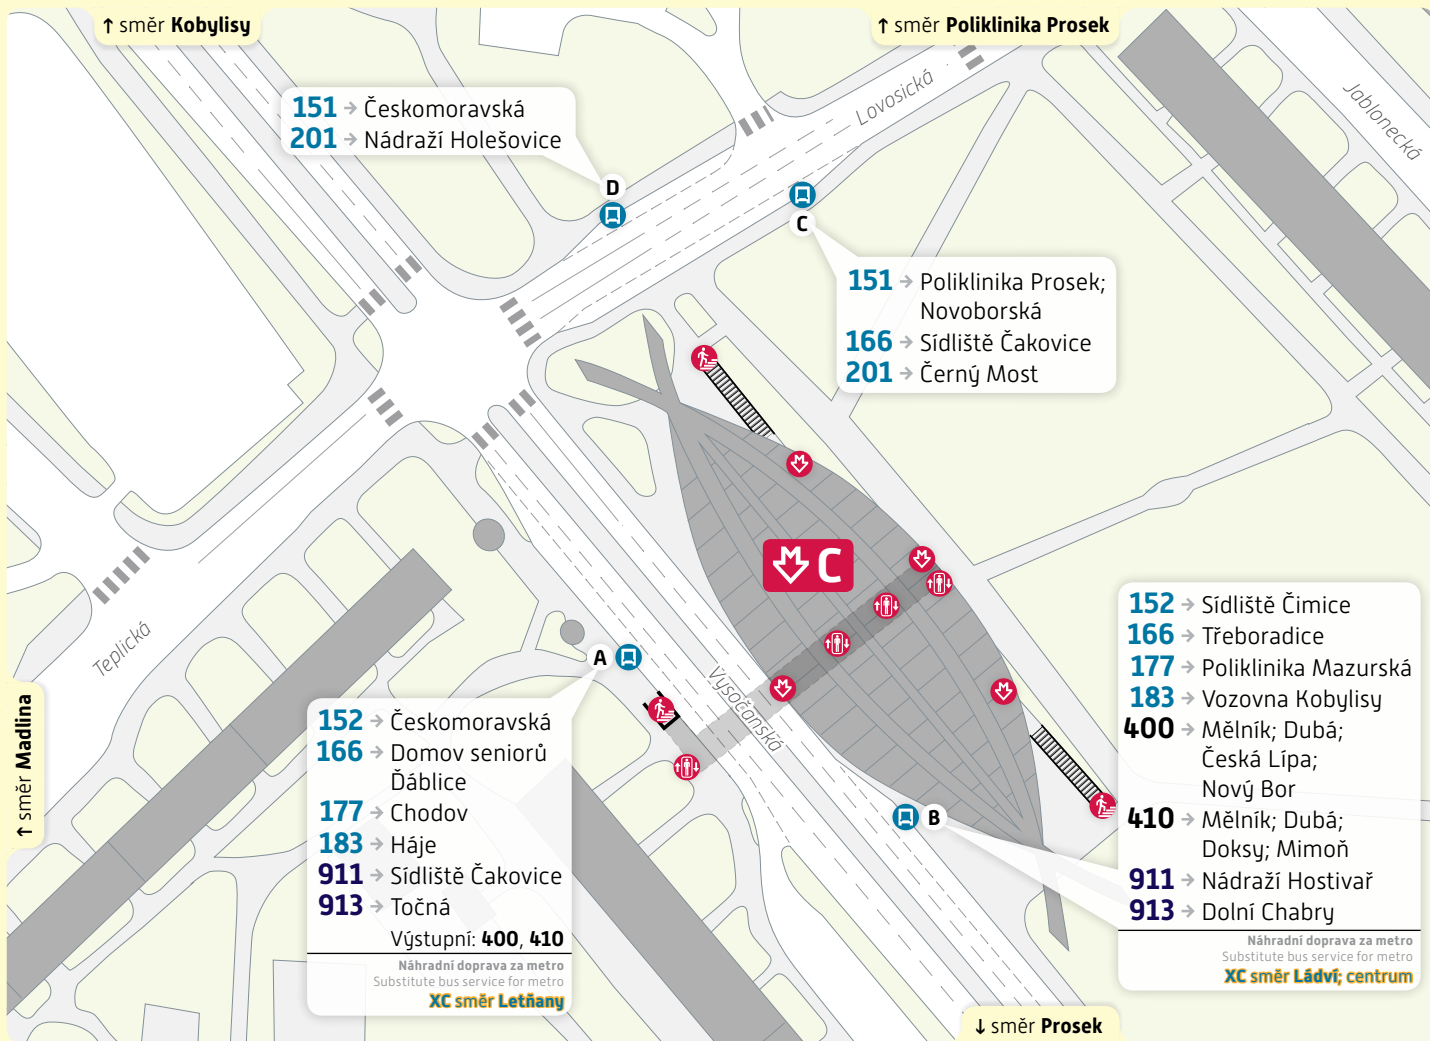 ↑ směr Kobylisy
↑ směr Poliklinika Prosek
151 → Českomoravská
201 → Nádraží Holešovice
Lovosická
Jablonecká
D
C
151 → Poliklinika Prosek;
Novoborská
166 → Sídliště Čakovice
201 → Černý Most
C
Teplická
Vysočanská
↑ směr Madlina
A
152 → Českomoravská
166 → Domov seniorů
Ďáblice
177 → Chodov
183 → Háje
911 → Sídliště Čakovice
913 → Točná
Výstupní: 400, 410
Náhradní doprava za metro
Substitute bus service for metro
XC směr Letňany
B
152 → Sídliště Čimice
166 → Třeboradice
177 → Poliklinika Mazurská
183 → Vozovna Kobylisy
400 → Mělník; Dubá;
Česká Lípa;
Nový Bor
410 → Mělník; Dubá;
Doksy; Mimoň
911 → Nádraží Hostivař
913 → Dolní Chabry
Náhradní doprava za metro
Substitute bus service for metro
XC směr Ládví; centrum
↓ směr Prosek